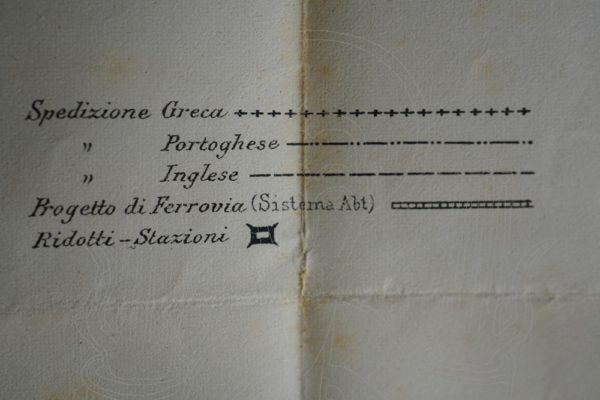 Spedizione Greca
„ Portoghese
„ Inglese
Progetto di Ferrovia (Sistema Abt)
Ridotti-Stazioni